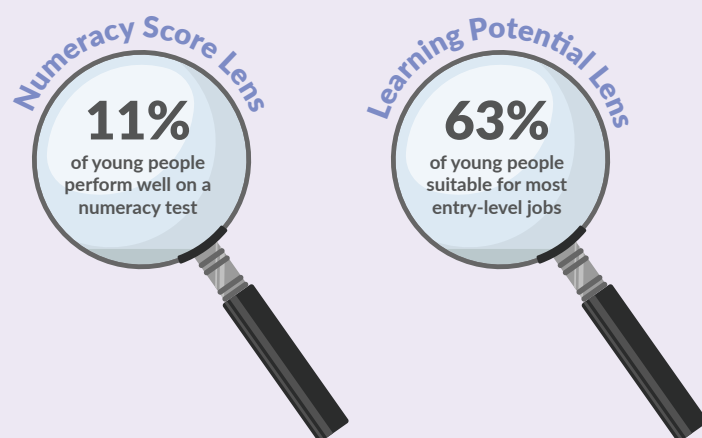 Numeracy Score Lens
11%
of young people
perform well on a
numeracy test
Learning Potential Lens
63%
of young people
suitable for most
entry-level jobs